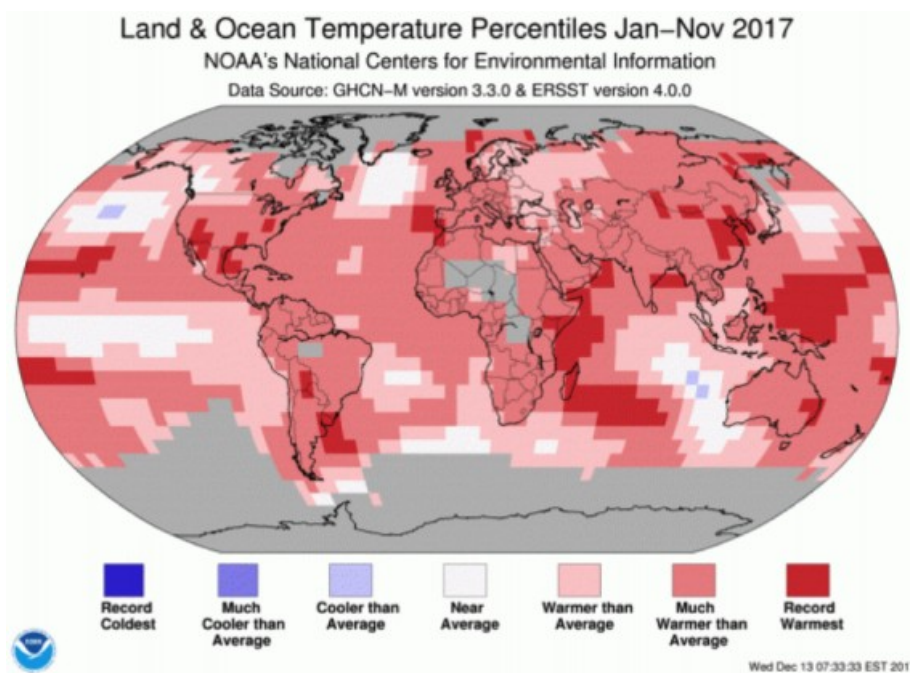 Land & Ocean Temperature Percentiles Jan–Nov 2017
NOAA's National Centers for Environmental Information
Data Source: GHCN–M version 3.3.0 & ERSST version 4.0.0
Record
Coldest
Much
Cooler than
Average
Cooler than
Average
Near
Average
Warmer than
Average
Much
Warmer than
Average
Record
Warmest
Wed Dec 13 07:33:33 EST 201